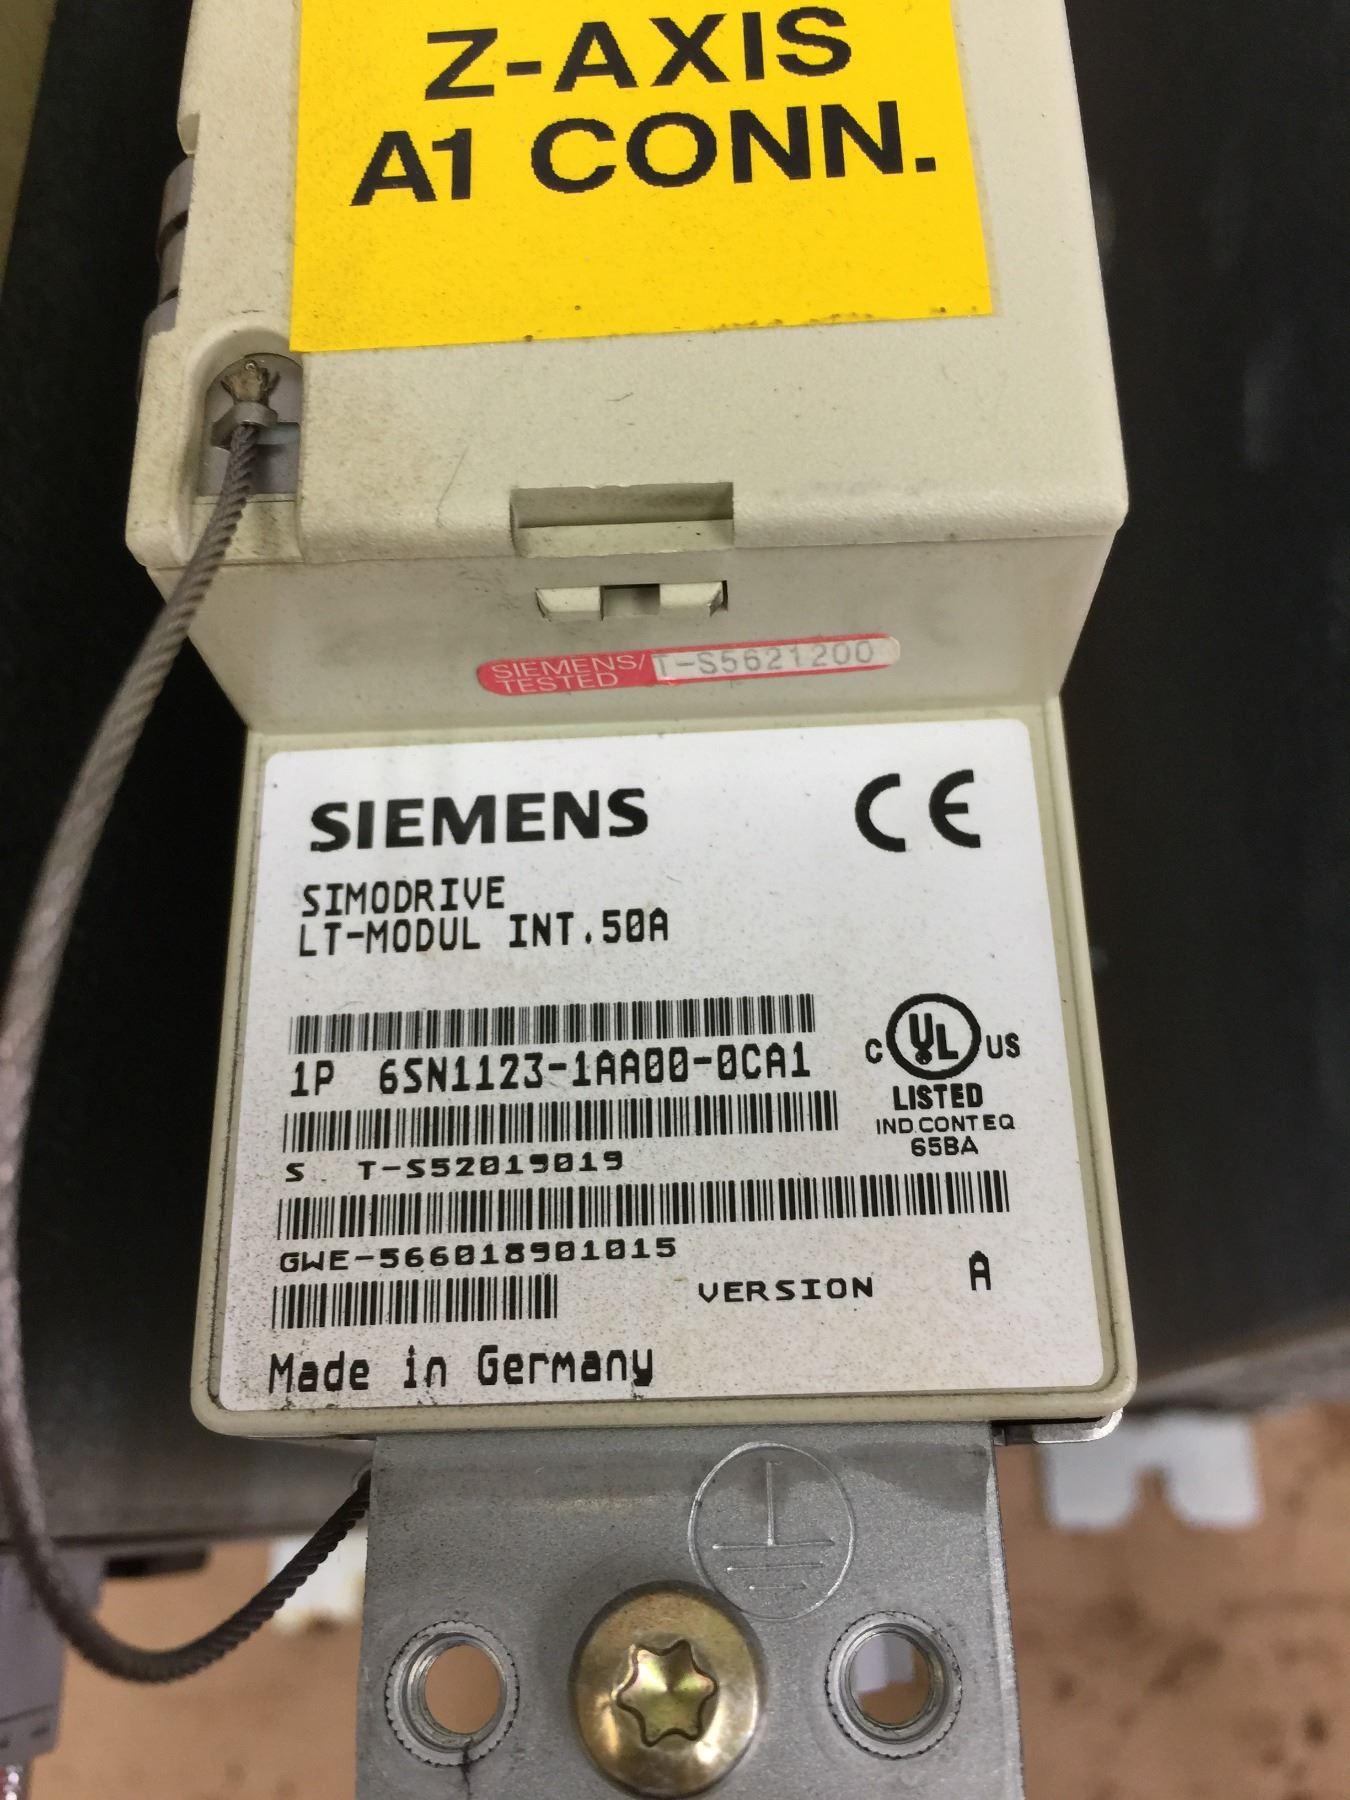 Z-AXIS
A1 CONN.
SIEMENS/ T-S5621200
TESTED
SIEMENS CE
SIMODRIVE
LT-MODUL INT.50A
1P 6SN1123-1AA00-0CA1
C UL US
LISTED
IND.CONT.EQ
65BA
S T-S52019019
GWE-566018901015
VERSION A
Made in Germany